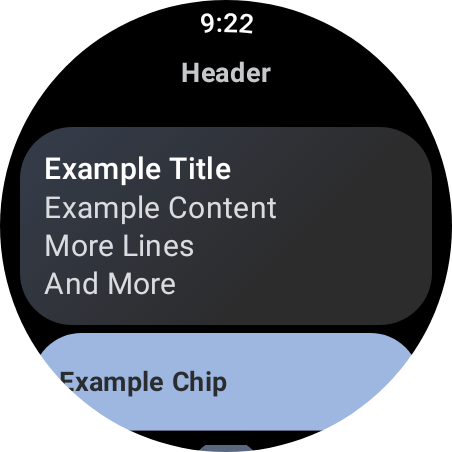 9:22
Header
Example Title
Example Content
More Lines
And More
Example Chip